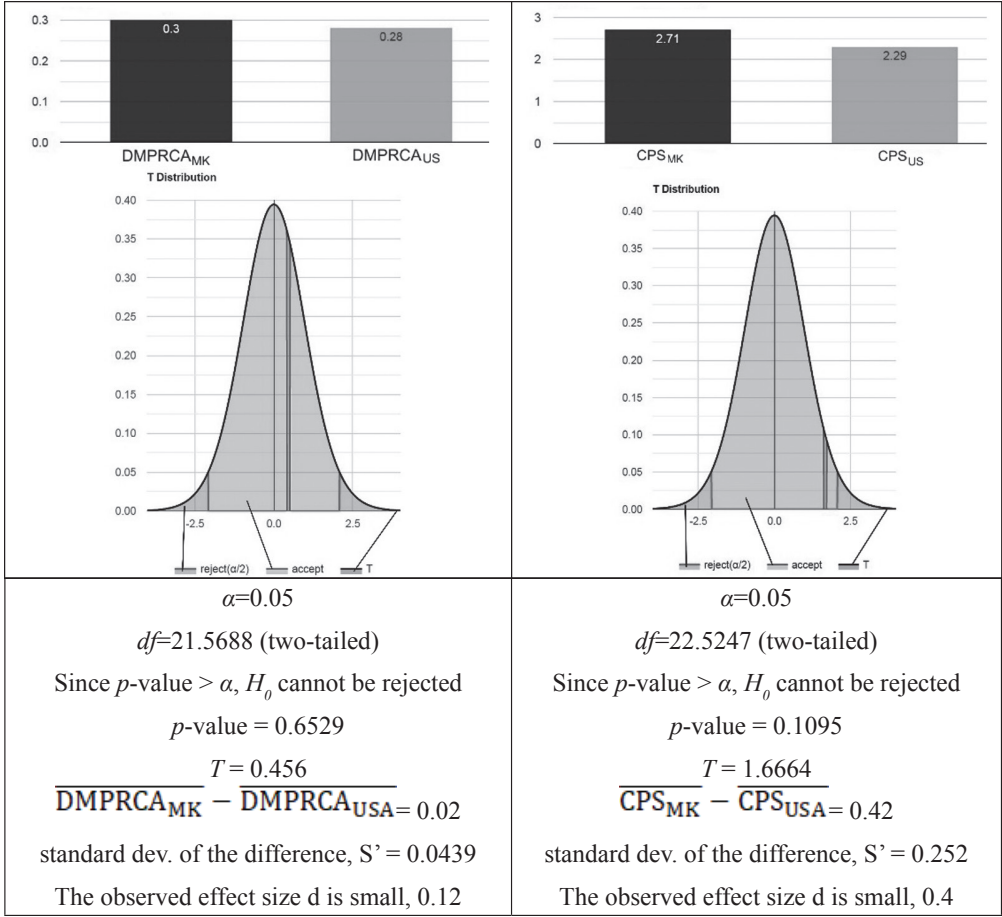 0.3
0.2
0.1
0.0
0.3
0.28
DMPRCAMK
DMPRCAUS
T Distribution
0.40
0.35
0.30
0.25
0.20
0.15
0.10
0.05
0.00
-2.5
0.0
2.5
reject(α/2)
accept
T
α=0.05
df=21.5688 (two-tailed)
Since p-value > α, H0 cannot be rejected
p-value = 0.6529
T = 0.456
DMPRCAMK − DMPRCAUSA= 0.02
standard dev. of the difference, S’ = 0.0439
The observed effect size d is small, 0.12
3
2
1
0
2.71
2.29
CPSMK
CPSUS
T Distribution
0.40
0.35
0.30
0.25
0.20
0.15
0.10
0.05
0.00
-2.5
0.0
2.5
reject(α/2)
accept
T
α=0.05
df=22.5247 (two-tailed)
Since p-value > α, H0 cannot be rejected
p-value = 0.1095
T = 1.6664
CPSMK − CPSUSA= 0.42
standard dev. of the difference, S’ = 0.252
The observed effect size d is small, 0.4